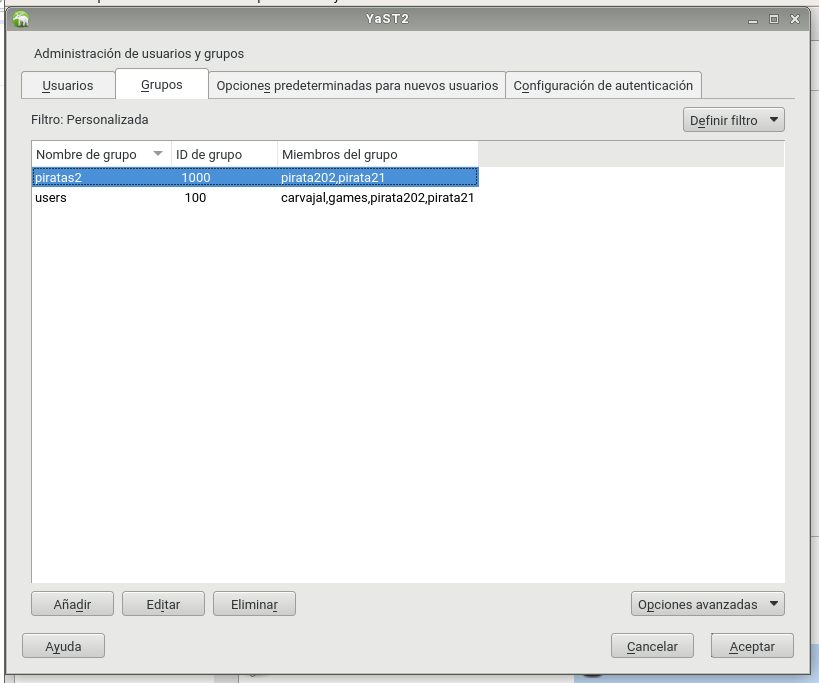 YaST2
Administración de usuarios y grupos
Usuarios Grupos Opciones predeterminadas para nuevos usuarios Configuración de autenticación
Filtro: Personalizada Definir filtro
Nombre de grupo ID de grupo Miembros del grupo
piratas2 1000 pirata202,pirata21
users 100 carvajal,games,pirata202,pirata21
Añadir Editar Eliminar Opciones avanzadas
Ayuda Cancelar Aceptar